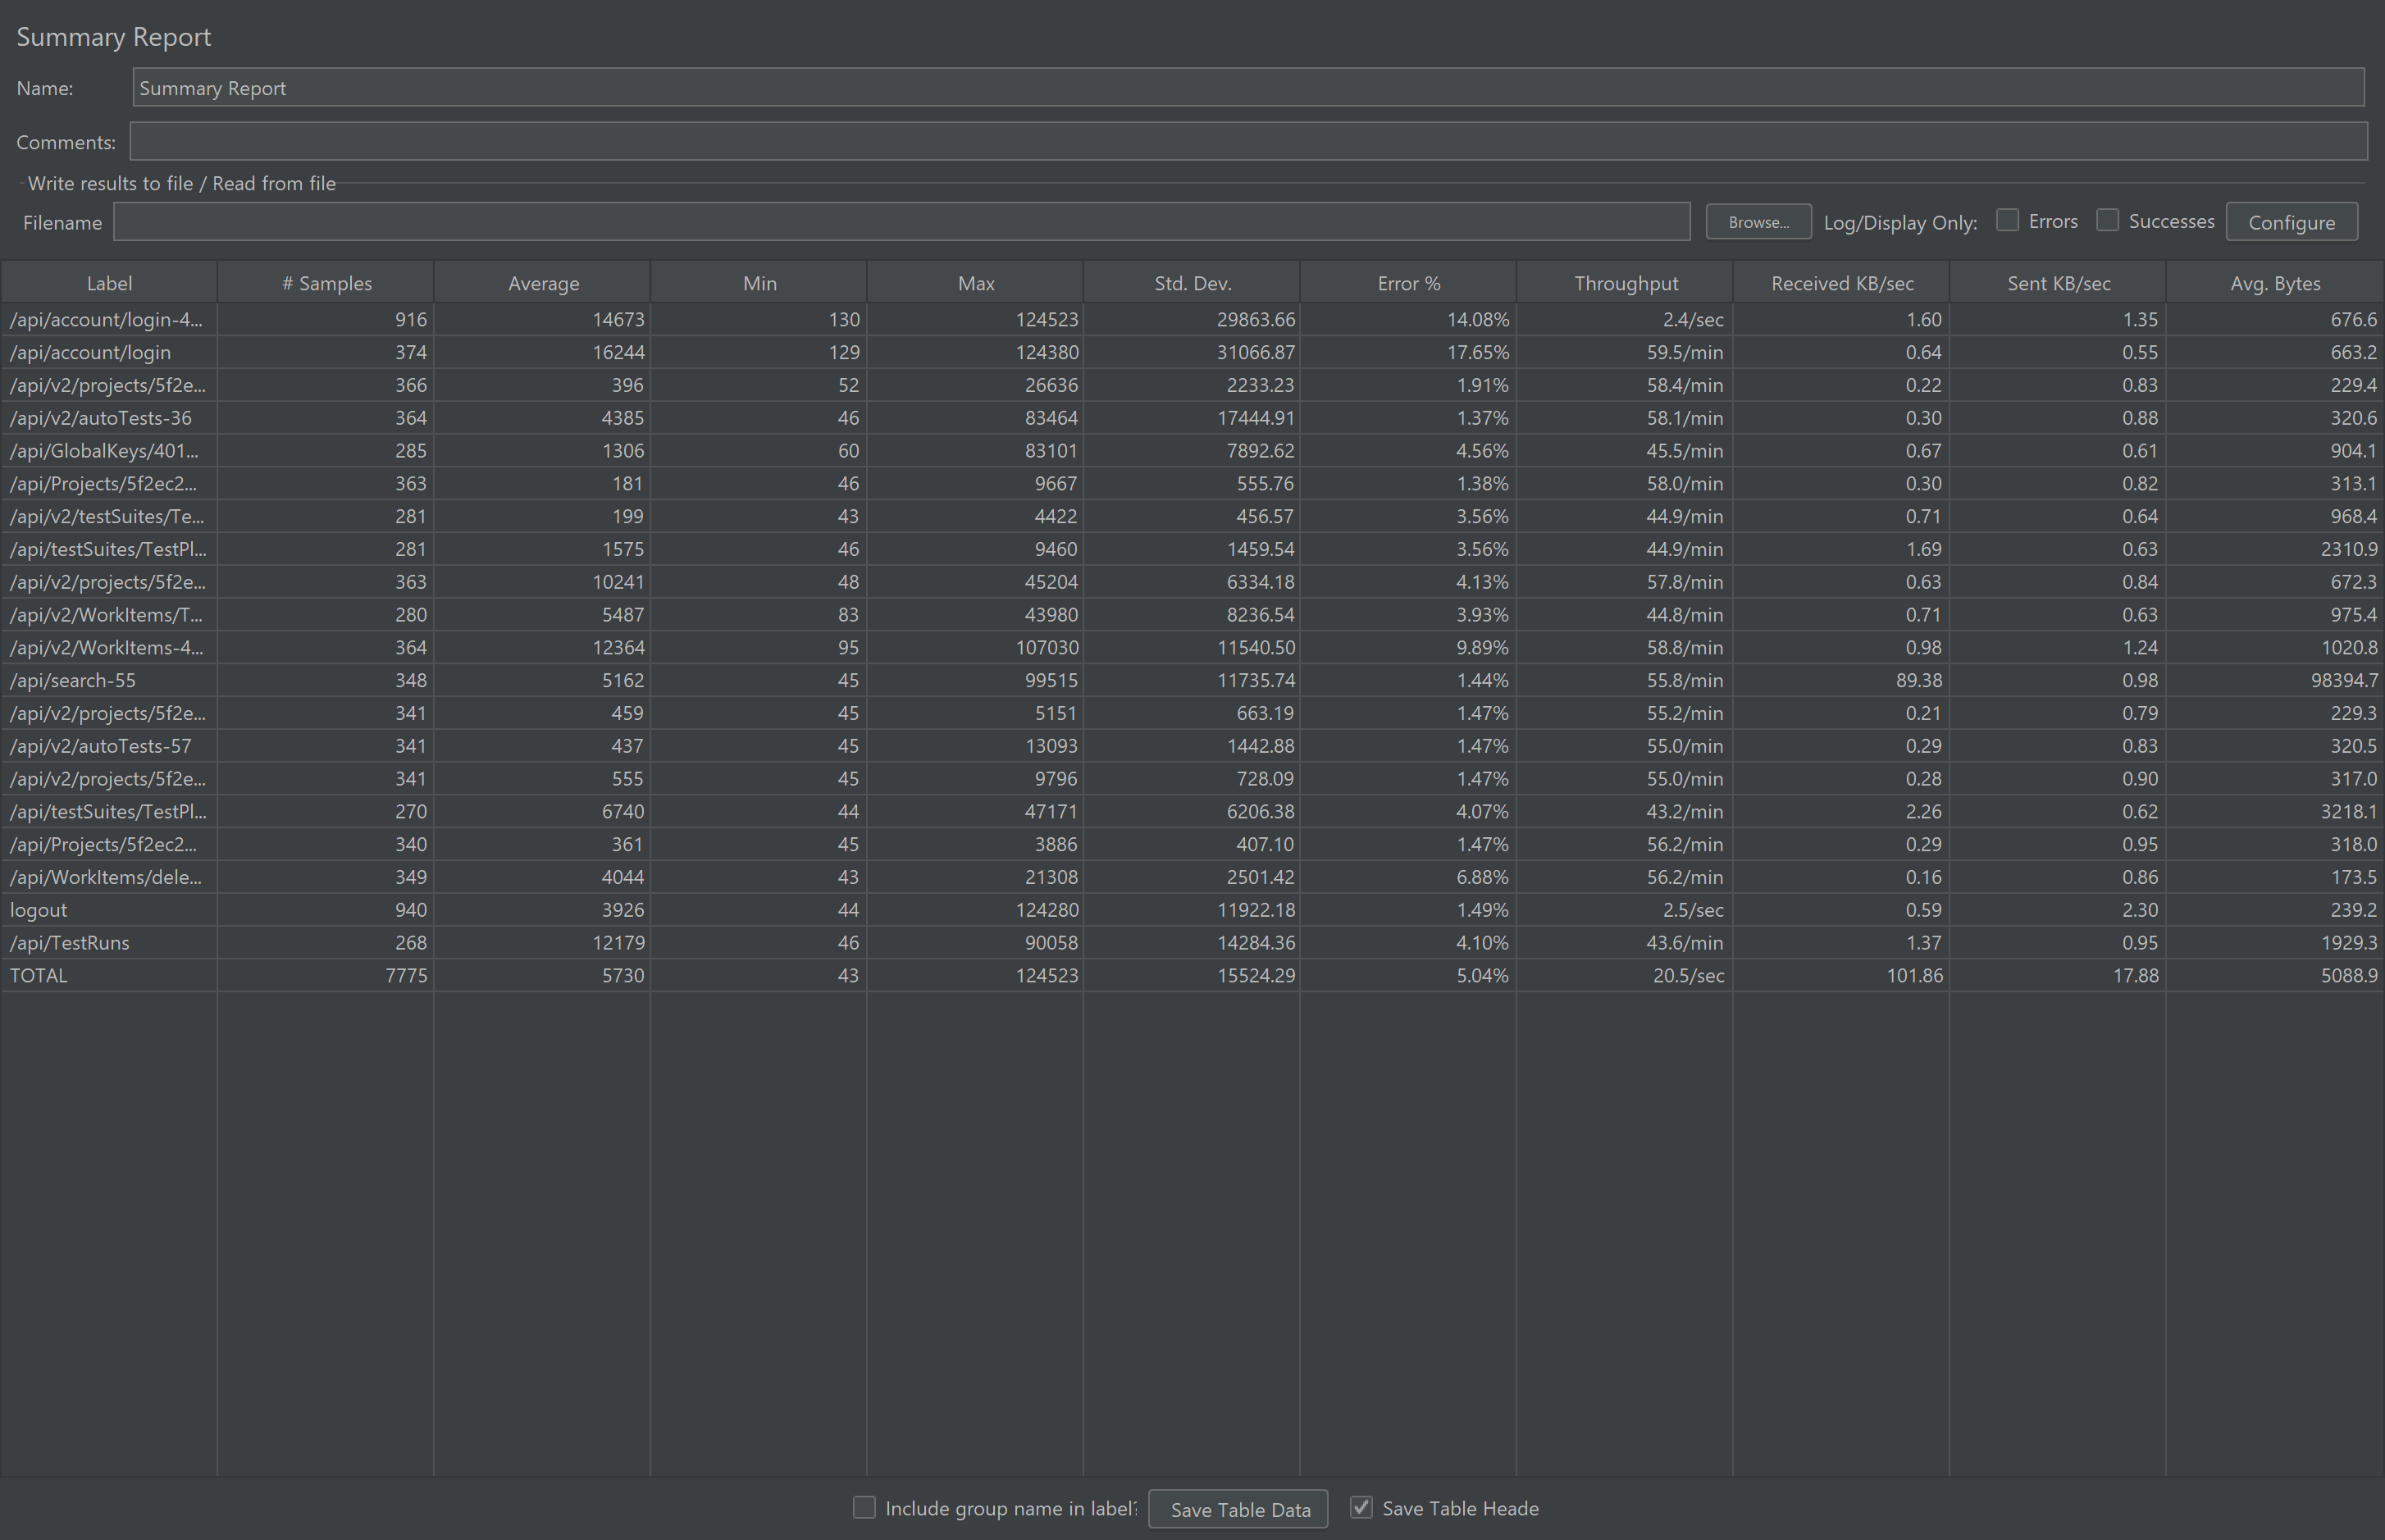 Summary Report
Name: Summary Report
Comments:
Write results to file / Read from file
Filename Browse... Log/Display Only: Errors Successes Configure
Label # Samples Average Min Max Std. Dev. Error % Throughput Received KB/sec Sent KB/sec Avg. Bytes
/api/account/login-4... 916 14673 130 124523 29863.66 14.08% 2.4/sec 1.60 1.35 676.6
/api/account/login 374 16244 129 124380 31066.87 17.65% 59.5/min 0.64 0.55 663.2
/api/v2/projects/5f2e... 366 396 52 26636 2233.23 1.91% 58.4/min 0.22 0.83 229.4
/api/v2/autoTests-36 364 4385 46 83464 17444.91 1.37% 58.1/min 0.30 0.88 320.6
/api/GlobalKeys/401... 285 1306 60 83101 7892.62 4.56% 45.5/min 0.67 0.61 904.1
/api/Projects/5f2ec2... 363 181 46 9667 555.76 1.38% 58.0/min 0.30 0.82 313.1
/api/v2/testSuites/Te... 281 199 43 4422 456.57 3.56% 44.9/min 0.71 0.64 968.4
/api/testSuites/TestPl... 281 1575 46 9460 1459.54 3.56% 44.9/min 1.69 0.63 2310.9
/api/v2/projects/5f2e... 363 10241 48 45204 6334.18 4.13% 57.8/min 0.63 0.84 672.3
/api/v2/WorkItems/T... 280 5487 83 43980 8236.54 3.93% 44.8/min 0.71 0.63 975.4
/api/v2/WorkItems-4... 364 12364 95 107030 11540.50 9.89% 58.8/min 0.98 1.24 1020.8
/api/search-55 348 5162 45 99515 11735.74 1.44% 55.8/min 89.38 0.98 98394.7
/api/v2/projects/5f2e... 341 459 45 5151 663.19 1.47% 55.2/min 0.21 0.79 229.3
/api/v2/autoTests-57 341 437 45 13093 1442.88 1.47% 55.0/min 0.29 0.83 320.5
/api/v2/projects/5f2e... 341 555 45 9796 728.09 1.47% 55.0/min 0.28 0.90 317.0
/api/testSuites/TestPl... 270 6740 44 47171 6206.38 4.07% 43.2/min 2.26 0.62 3218.1
/api/Projects/5f2ec2... 340 361 45 3886 407.10 1.47% 56.2/min 0.29 0.95 318.0
/api/WorkItems/dele... 349 4044 43 21308 2501.42 6.88% 56.2/min 0.16 0.86 173.5
logout 940 3926 44 124280 11922.18 1.49% 2.5/sec 0.59 2.30 239.2
/api/TestRuns 268 12179 46 90058 14284.36 4.10% 43.6/min 1.37 0.95 1929.3
TOTAL 7775 5730 43 124523 15524.29 5.04% 20.5/sec 101.86 17.88 5088.9
Include group name in label? Save Table Data Save Table Heade